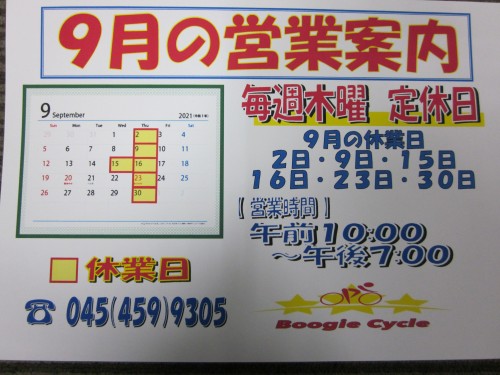 9月の営業案内
9 September
2021(令和3年)
Sun Mon Tue Wed Thu Fri Sat
1 2 3 4
5 6 7 8 9 10 11
12 13 14 15 16 17 18
19 20 21 22 23 24 25
26 27 28 29 30
休業日
☎ 045(459)9305
毎週木曜 定休日
9月の休業日
2日・9日・15日
16日・23日・30日
【営業時間】
午前10:00
～午後7:00
Boogie Cycle